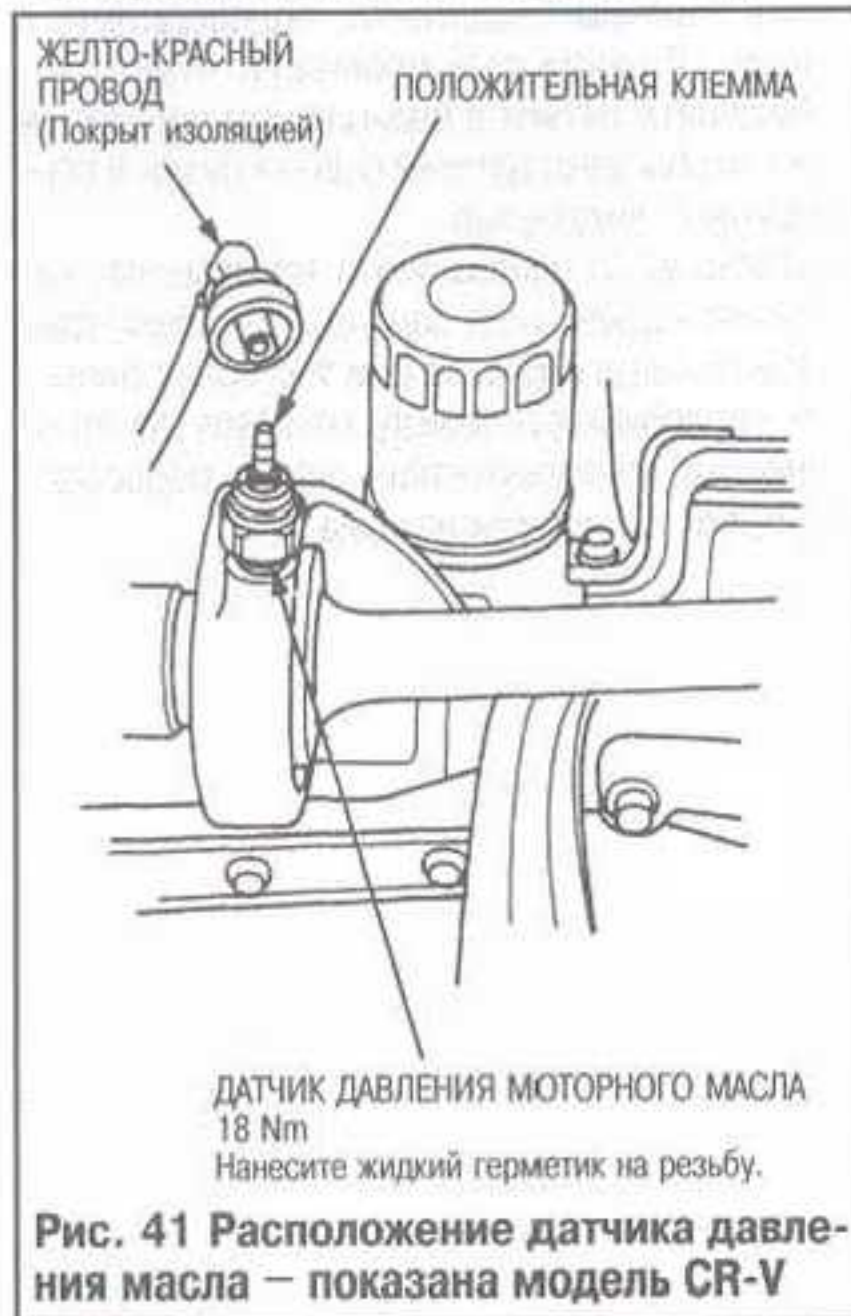 ЖЕЛТО-КРАСНЫЙ
ПРОВОД
(Покрыт изоляцией)
ПОЛОЖИТЕЛЬНАЯ КЛЕММА
ДАТЧИК ДАВЛЕНИЯ МОТОРНОГО МАСЛА
18 Nm
Нанесите жидкий герметик на резьбу.
Рис. 41 Расположение датчика давле-
ния масла – показана модель CR-V